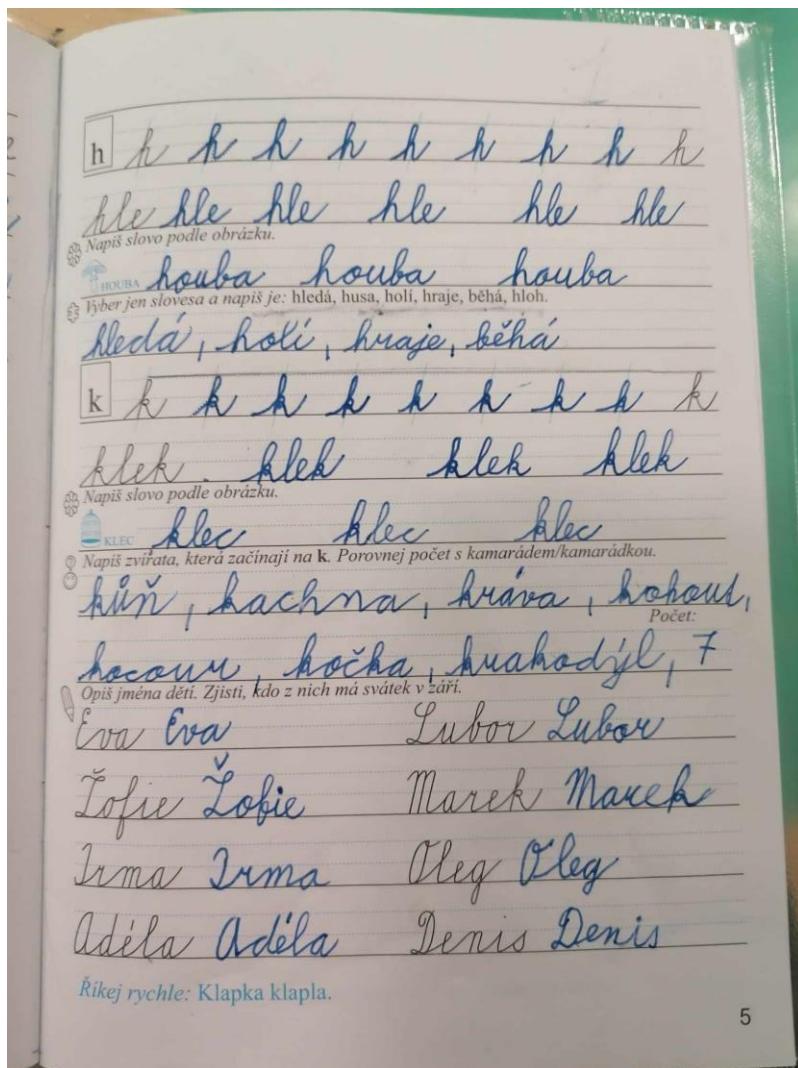 h h h h h h h h h h
hle hle hle hle hle hle
Napiš slovo podle obrázku.
HOUBA houba houba houba
Vyber jen slovesa a napiš je: hledá, husa, holí, hraje, běhá, hloh.
hledá, holí, hraje, běhá
k k k k k k k k k k
klek klek klek klek
Napiš slovo podle obrázku.
KLEC klec klec klec
Napiš zvířata, která začínají na k. Porovnej počet s kamarádem/kamarádkou.
kůň, kachna, kráva, kohout,
Počet:
kocour, kočka, krakodýl, 7
Opiš jména dětí. Zjisti, kdo z nich má svátek v září.
Eva Eva Lubor Lubor
Žofie Žofie Marek Marek
Irma Irma Oleg Oleg
Adéla Adéla Denis Denis
Říkej rychle: Klapka klapla.
5